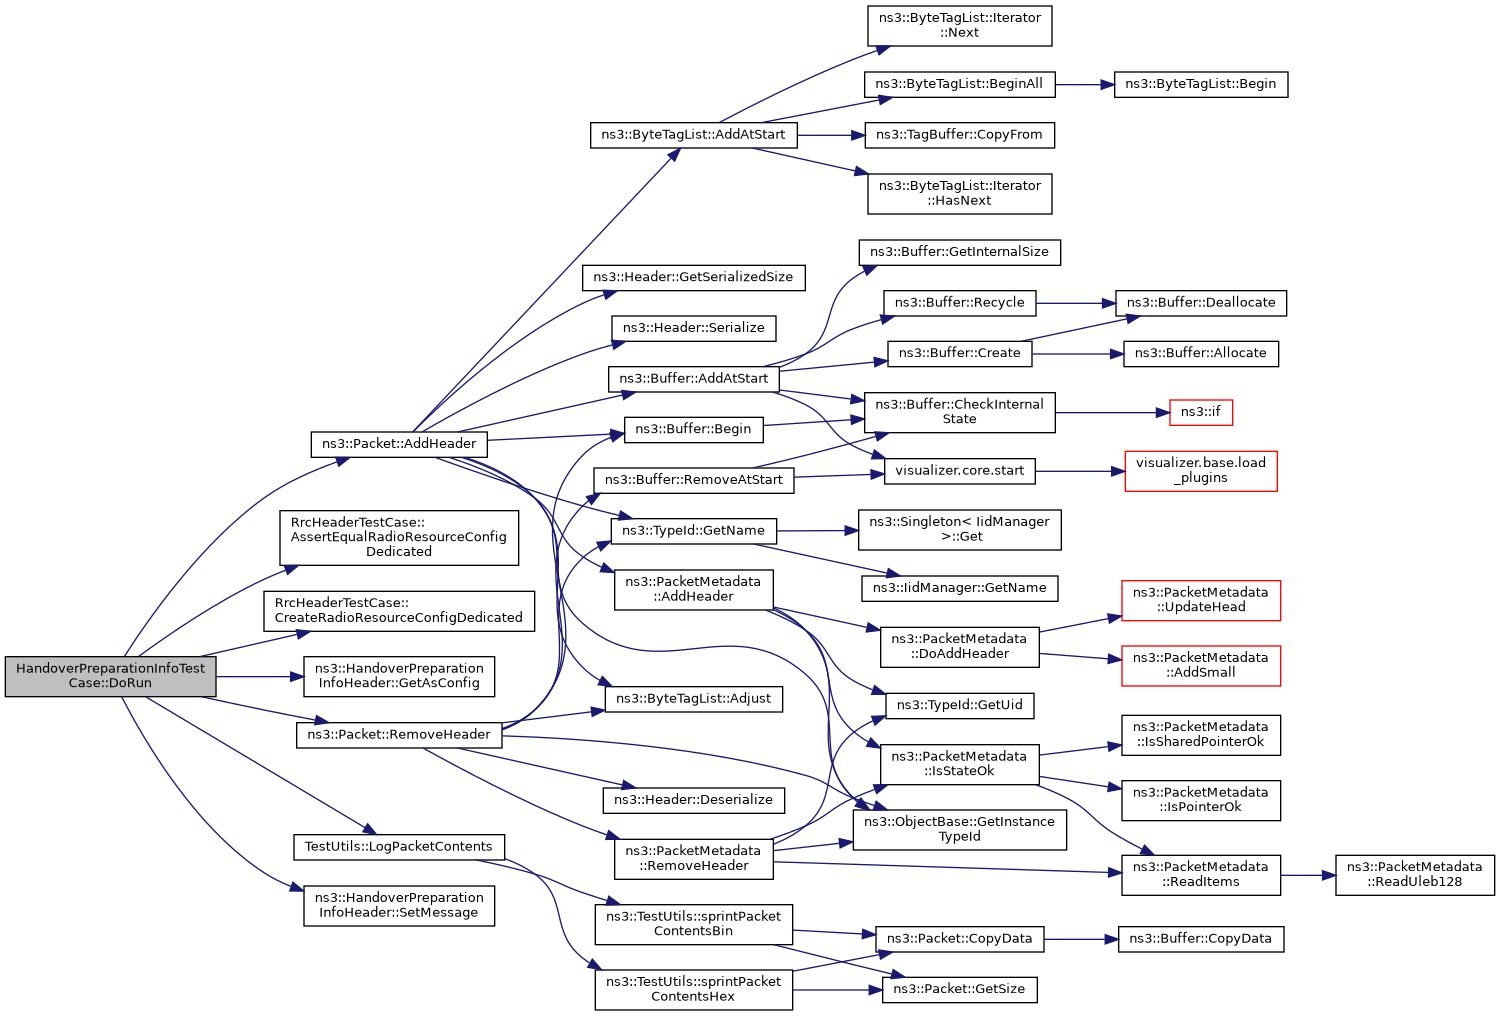 HandoverPreparationInfoTest
Case::DoRun
ns3::Packet::AddHeader
RrcHeaderTestCase::
AssertEqualRadioResourceConfig
Dedicated
RrcHeaderTestCase::
CreateRadioResourceConfigDedicated
ns3::HandoverPreparation
InfoHeader::GetAsConfig
ns3::Packet::RemoveHeader
TestUtils::LogPacketContents
ns3::HandoverPreparation
InfoHeader::SetMessage
ns3::ByteTagList::AddAtStart
ns3::Header::GetSerializedSize
ns3::Header::Serialize
ns3::Buffer::AddAtStart
ns3::Buffer::Begin
ns3::Buffer::RemoveAtStart
ns3::TypeId::GetName
ns3::PacketMetadata
::AddHeader
ns3::ByteTagList::Adjust
ns3::Header::Deserialize
ns3::PacketMetadata
::RemoveHeader
ns3::TestUtils::sprintPacket
ContentsBin
ns3::TestUtils::sprintPacket
ContentsHex
ns3::ByteTagList::Iterator
::Next
ns3::ByteTagList::BeginAll
ns3::TagBuffer::CopyFrom
ns3::ByteTagList::Iterator
::HasNext
ns3::Buffer::GetInternalSize
ns3::Buffer::Recycle
ns3::Buffer::Create
ns3::Buffer::CheckInternal
State
visualizer.core.start
ns3::Singleton< IidManager
>::Get
ns3::IidManager::GetName
ns3::PacketMetadata
::DoAddHeader
ns3::TypeId::GetUid
ns3::PacketMetadata
::IsStateOk
ns3::ObjectBase::GetInstance
TypeId
ns3::Packet::CopyData
ns3::Packet::GetSize
ns3::ByteTagList::Begin
ns3::Buffer::Deallocate
ns3::Buffer::Allocate
ns3::if
visualizer.base.load
_plugins
ns3::PacketMetadata
::UpdateHead
ns3::PacketMetadata
::AddSmall
ns3::PacketMetadata
::IsSharedPointerOk
ns3::PacketMetadata
::IsPointerOk
ns3::PacketMetadata
::ReadItems
ns3::Buffer::CopyData
ns3::PacketMetadata
::ReadUleb128